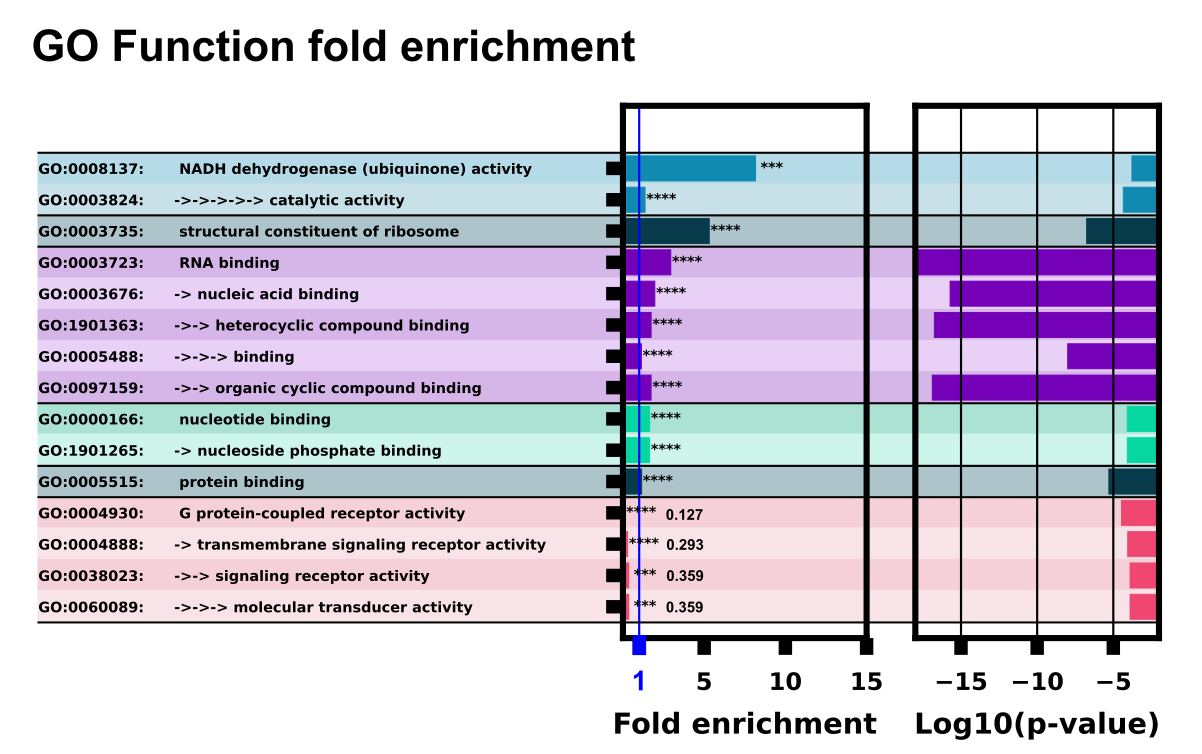 GO Function fold enrichment
GO:0008137: NADH dehydrogenase (ubiquinone) activity ***
GO:0003824: ->->->->-> catalytic activity ****
GO:0003735: structural constituent of ribosome ****
GO:0003723: RNA binding ****
GO:0003676: -> nucleic acid binding ****
GO:1901363: ->-> heterocyclic compound binding ****
GO:0005488: ->->-> binding ****
GO:0097159: ->-> organic cyclic compound binding ****
GO:0000166: nucleotide binding ****
GO:1901265: -> nucleoside phosphate binding ****
GO:0005515: protein binding ****
GO:0004930: G protein-coupled receptor activity **** 0.127
GO:0004888: -> transmembrane signaling receptor activity **** 0.293
GO:0038023: ->-> signaling receptor activity *** 0.359
GO:0060089: ->->-> molecular transducer activity *** 0.359
1 5 10 15 −15 −10 −5
Fold enrichment Log10(p-value)